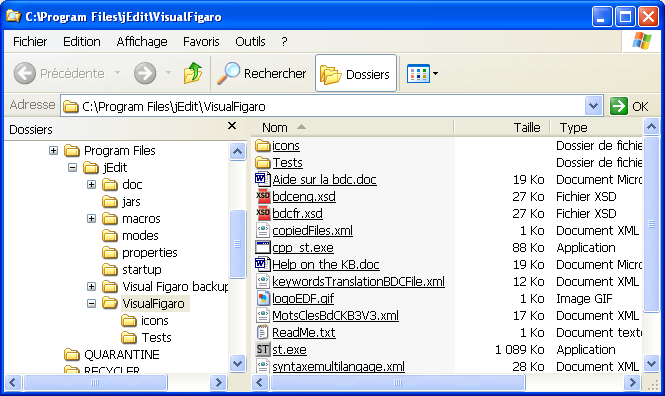 C:\Program Files\jEdit\VisualFigaro
Fichier Edition Affichage Favoris Outils ?
Précédente Rechercher Dossiers
Adresse C:\Program Files\jEdit\VisualFigaro OK
Dossiers
Program Files
jEdit
doc
jars
macros
modes
properties
startup
Visual Figaro backup
VisualFigaro
icons
Tests
QUARANTINE
RECYCLER
Nom Taille Type
icons Dossier de fichie
Tests Dossier de fichie
Aide sur la bdc.doc 19 Ko Document Micro
bdceng.xsd 27 Ko Fichier XSD
bdcfr.xsd 27 Ko Fichier XSD
copiedFiles.xml 1 Ko Document XML
cpp_st.exe 88 Ko Application
Help on the KB.doc 19 Ko Document Micro
keywordsTranslationBDCFile.xml 12 Ko Document XML
logoEDF.gif 1 Ko Image GIF
MotsClesBdCKB3V3.xml 17 Ko Document XML
ReadMe.txt 1 Ko Document texte
ST st.exe 1 089 Ko Application
syntaxemultilangage.xml 28 Ko Document XML